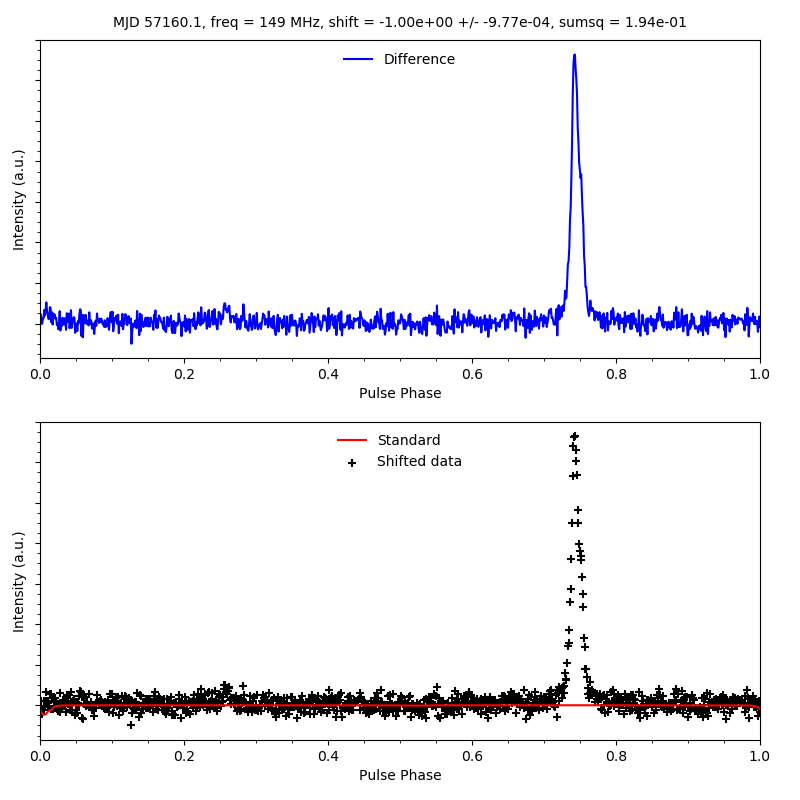 MJD 57160.1, freq = 149 MHz, shift = -1.00e+00 +/- -9.77e-04, sumsq = 1.94e-01
Difference
Intensity (a.u.)
0.0 0.2 0.4 0.6 0.8 1.0
Pulse Phase
Standard
Shifted data
Intensity (a.u.)
0.0 0.2 0.4 0.6 0.8 1.0
Pulse Phase